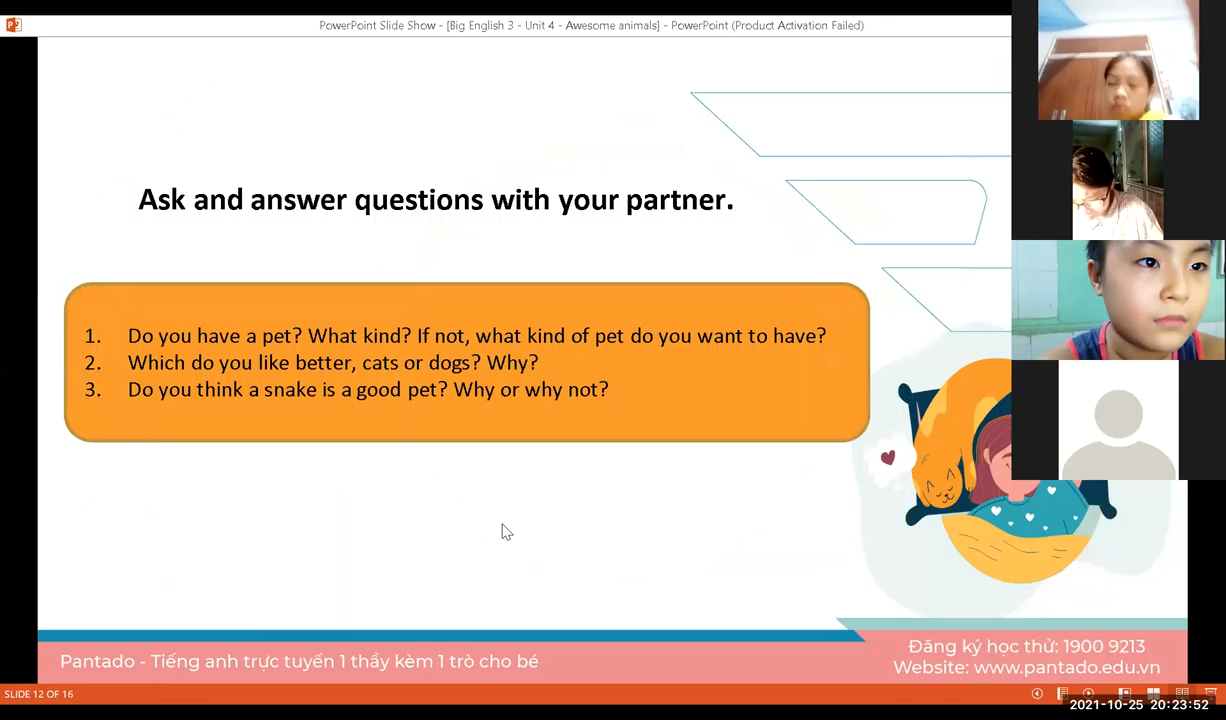 PowerPoint Slide Show - [Big English 3 - Unit 4 - Awesome animals] - PowerPoint (Product Activation Failed)
Ask and answer questions with your partner.
1. Do you have a pet? What kind? If not, what kind of pet do you want to have?
2. Which do you like better, cats or dogs? Why?
3. Do you think a snake is a good pet? Why or why not?
Pantado - Tiếng anh trực tuyến 1 thầy kèm 1 trò cho bé
Đăng ký học thử: 1900 9213
Website: www.pantado.edu.vn
SLIDE 12 OF 16
2021-10-25 20:23:52